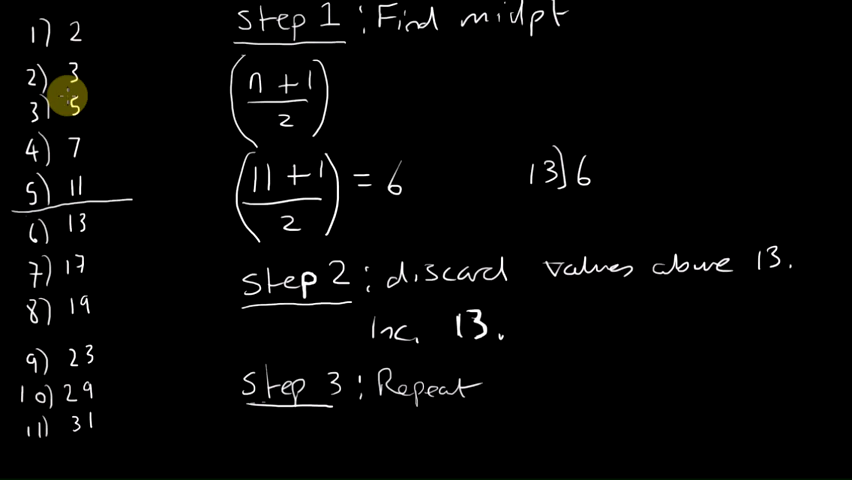 1) 2
2) 3
3) 5
4) 7
5) 11
6) 13
7) 17
8) 19
9) 23
10) 29
11) 31
Step 1 : Find midpt
(n + 1 / 2)
(11 + 1 / 2) = 6 13) 6
Step 2 : discard values above 13.
Inc. 13.
Step 3 : Repeat